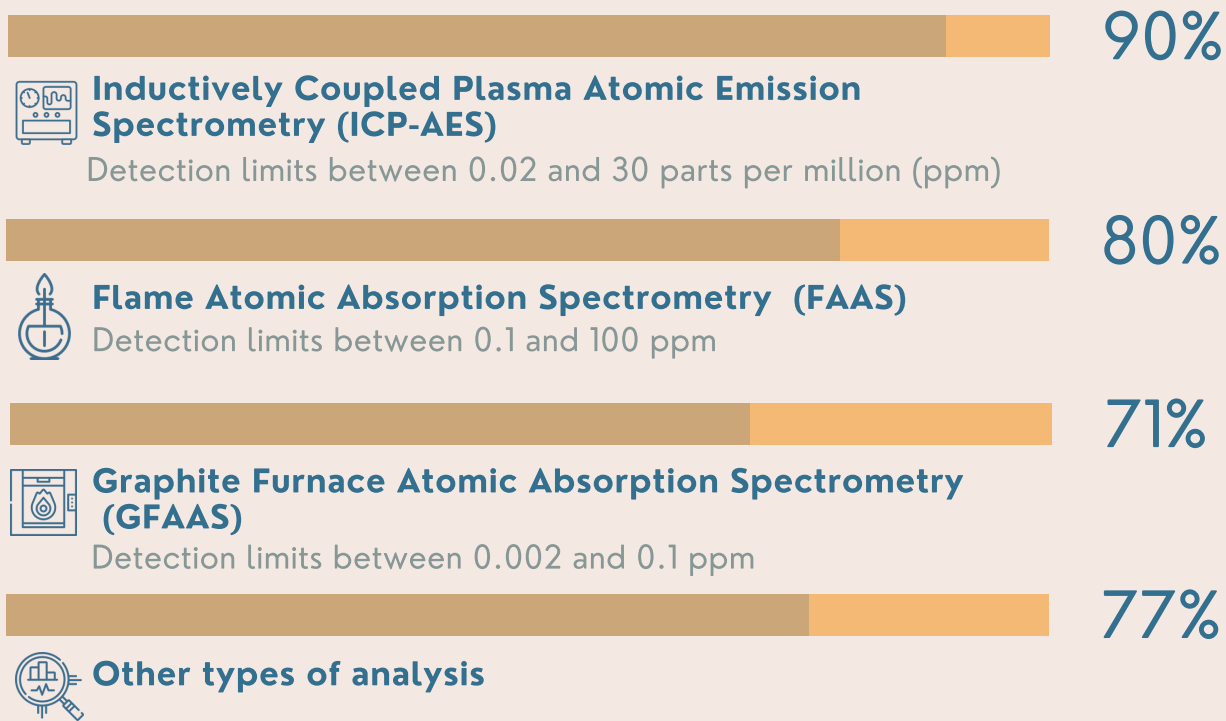 90%
Inductively Coupled Plasma Atomic Emission
Spectrometry (ICP-AES)
Detection limits between 0.02 and 30 parts per million (ppm)
80%
Flame Atomic Absorption Spectrometry (FAAS)
Detection limits between 0.1 and 100 ppm
71%
Graphite Furnace Atomic Absorption Spectrometry
(GFAAS)
Detection limits between 0.002 and 0.1 ppm
77%
Other types of analysis